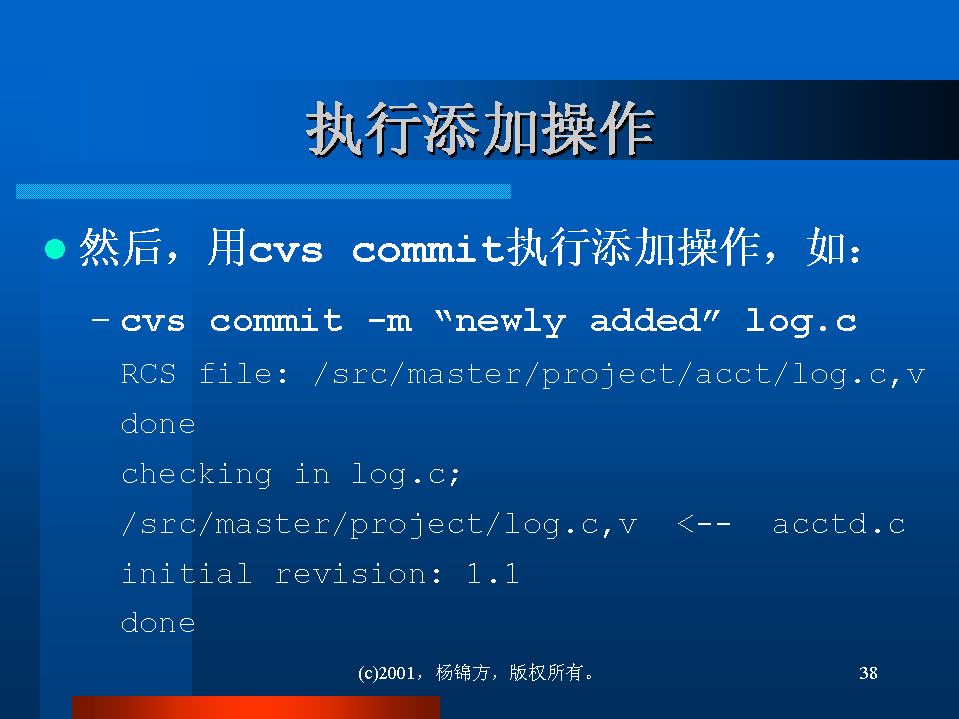 执行添加操作
然后，用cvs commit执行添加操作，如：
–cvs commit -m “newly added” log.c
RCS file: /src/master/project/acct/log.c,v
done
checking in log.c;
/src/master/project/log.c,v  <--  acctd.c
initial revision: 1.1
done
(c)2001，杨锦方，版权所有。
38